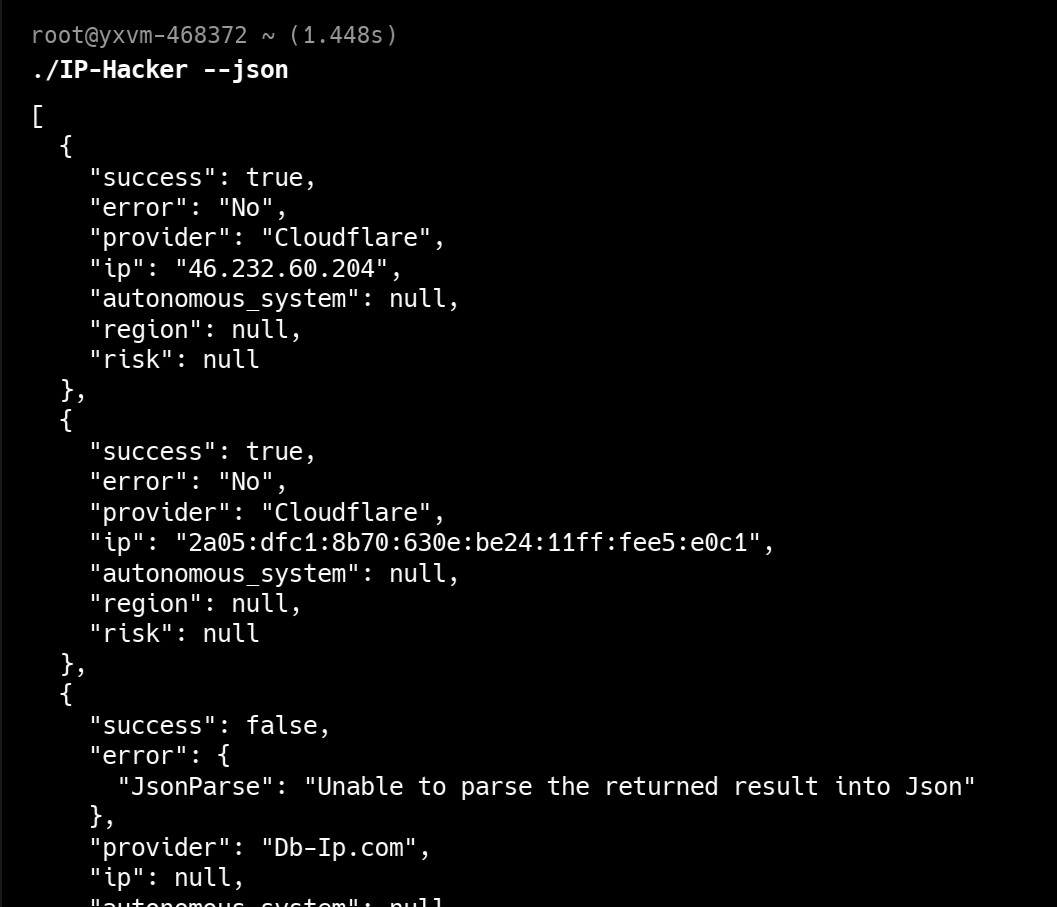 root@yxvm-468372 ~ (1.448s)
./IP-Hacker --json
[
  {
    "success": true,
    "error": "No",
    "provider": "Cloudflare",
    "ip": "46.232.60.204",
    "autonomous_system": null,
    "region": null,
    "risk": null
  },
  {
    "success": true,
    "error": "No",
    "provider": "Cloudflare",
    "ip": "2a05:dfc1:8b70:630e:be24:11ff:fee5:e0c1",
    "autonomous_system": null,
    "region": null,
    "risk": null
  },
  {
    "success": false,
    "error": {
      "JsonParse": "Unable to parse the returned result into Json"
    },
    "provider": "Db-Ip.com",
    "ip": null,
    "autonomous_system": null